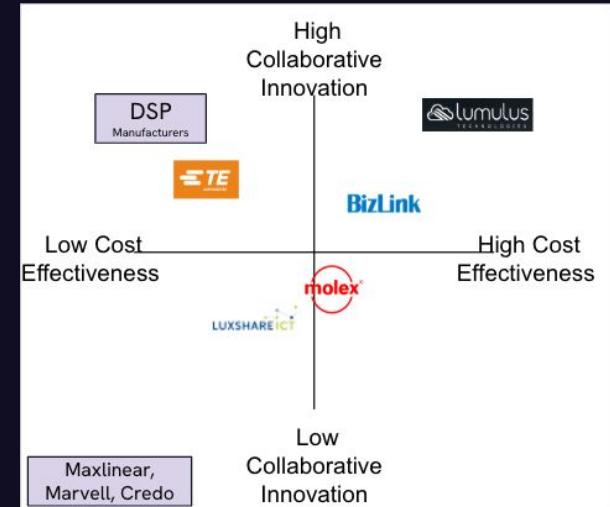 High
Collaborative
Innovation
DSP
Manufacturers
lumulus
TECHNOLOGIES
TE
BizLink
Low Cost
Effectiveness
High Cost
Effectiveness
molex
LUXSHARE ICT
Low
Collaborative
Innovation
Maxlinear,
Marvell, Credo